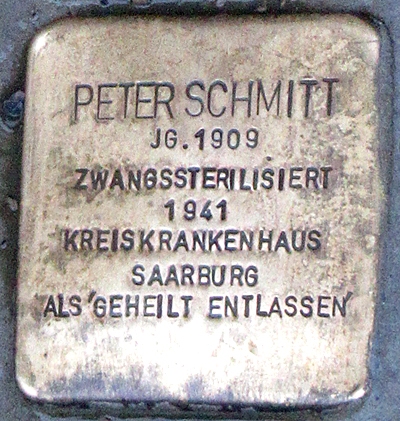 PETER SCHMITT
JG. 1909
ZWANGSSTERILISIERT
1941
KREISKRANKENHAUS
SAARBURG
ALS 'GEHEILT ENTLASSEN'